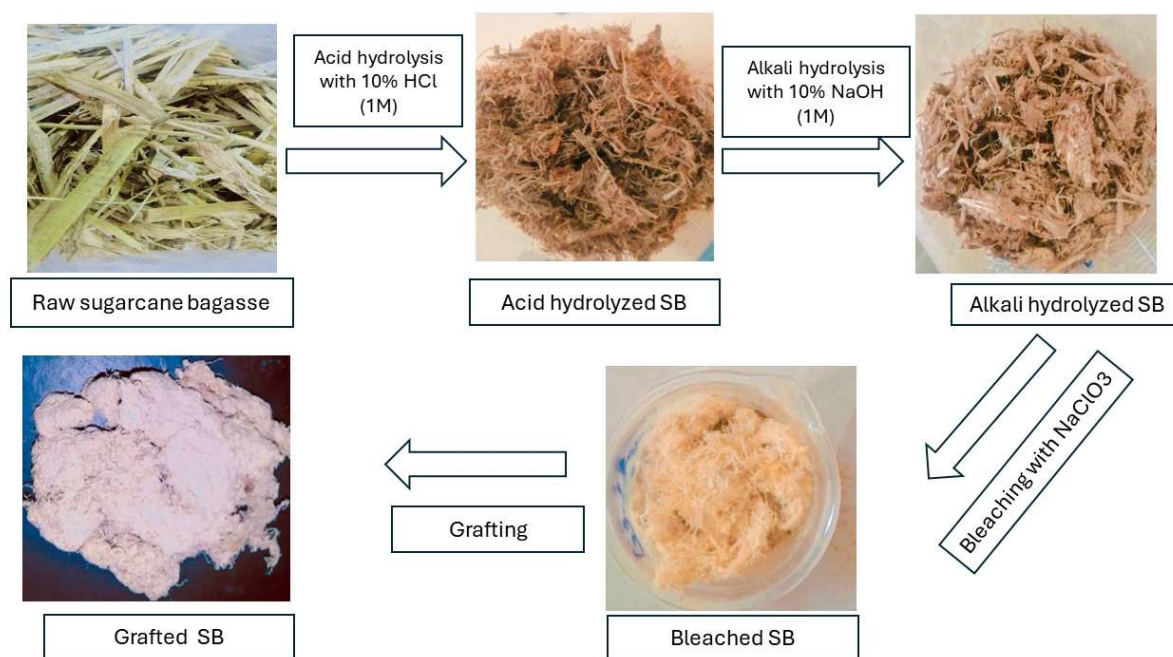 Acid hydrolysis
with 10% HCl
(1M)
Alkali hydrolysis
with 10% NaOH
(1M)
Raw sugarcane bagasse
Acid hydrolyzed SB
Alkali hydrolyzed SB
Bleaching with NaClO3
Grafting
Grafted SB
Bleached SB